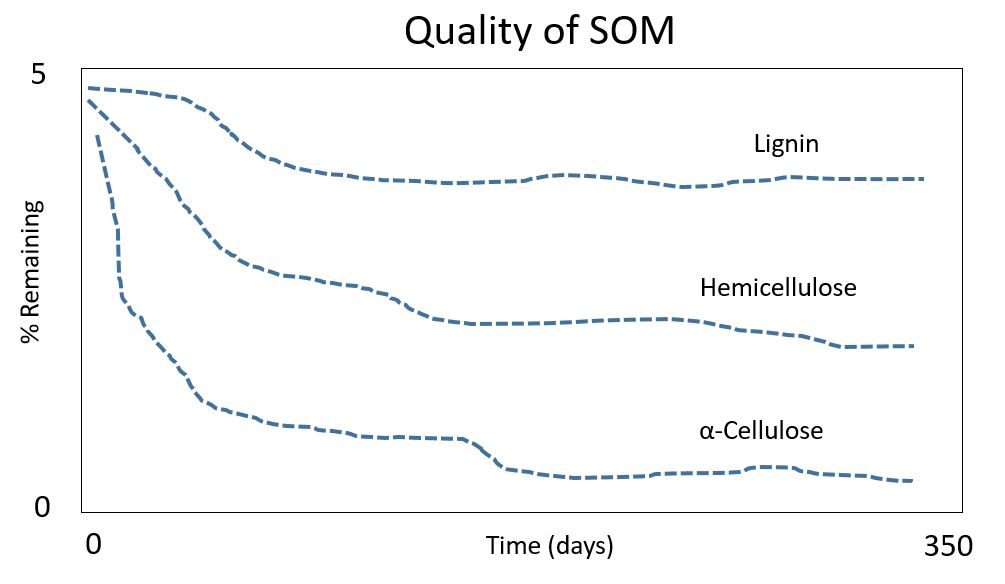 Quality of SOM
5
Lignin
% Remaining
Hemicellulose
α-Cellulose
0
0
Time (days)
350